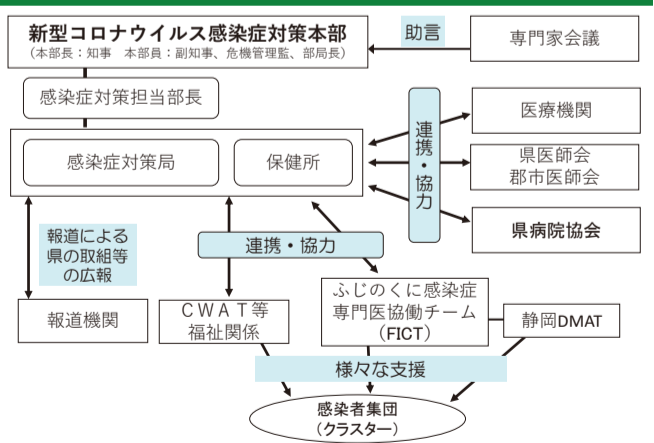 新型コロナウイルス感染症対策本部
（本部長：知事　本部員：副知事、危機管理監、部局長）
助言
専門家会議
感染症対策担当部長
感染症対策局
保健所
連携・協力
医療機関
県医師会
郡市医師会
県病院協会
報道による
県の取組等
の広報
連携・協力
報道機関
ＣＷＡＴ等
福祉関係
ふじのくに感染症
専門医協働チーム
（FICT）
静岡DMAT
様々な支援
感染者集団
（クラスター）